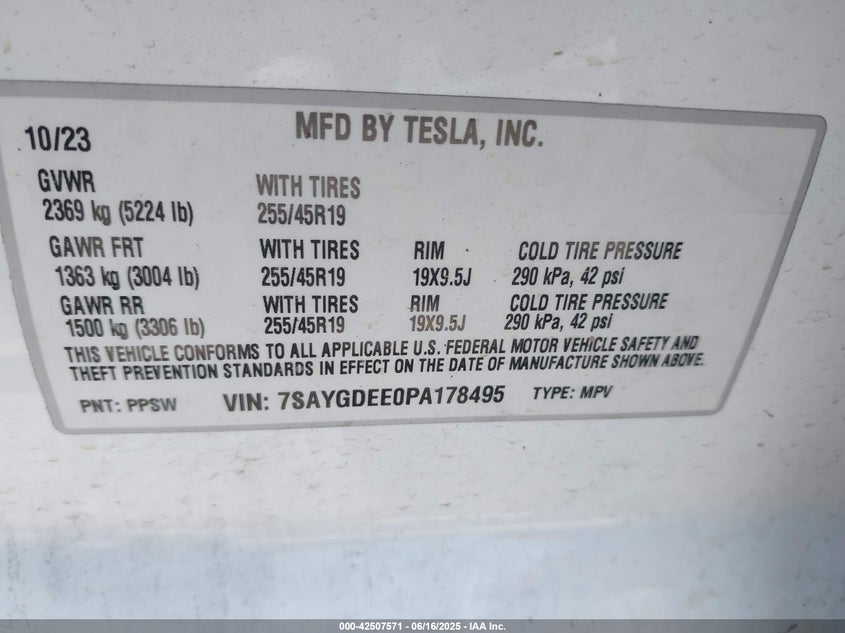 10/23 MFD BY TESLA, INC.
GVWR WITH TIRES
2369 kg (5224 lb) 255/45R19
GAWR FRT WITH TIRES RIM COLD TIRE PRESSURE
1363 kg (3004 lb) 255/45R19 19X9.5J 290 kPa, 42 psi
GAWR RR WITH TIRES RIM COLD TIRE PRESSURE
1500 kg (3306 lb) 255/45R19 19X9.5J 290 kPa, 42 psi
THIS VEHICLE CONFORMS TO ALL APPLICABLE U.S. FEDERAL MOTOR VEHICLE SAFETY AND
THEFT PREVENTION STANDARDS IN EFFECT ON THE DATE OF MANUFACTURE SHOWN ABOVE.
PNT: PPSW VIN: 7SAYGDEE0PA178495 TYPE: MPV
000-42507571 - 06/16/2025 - IAA Inc.